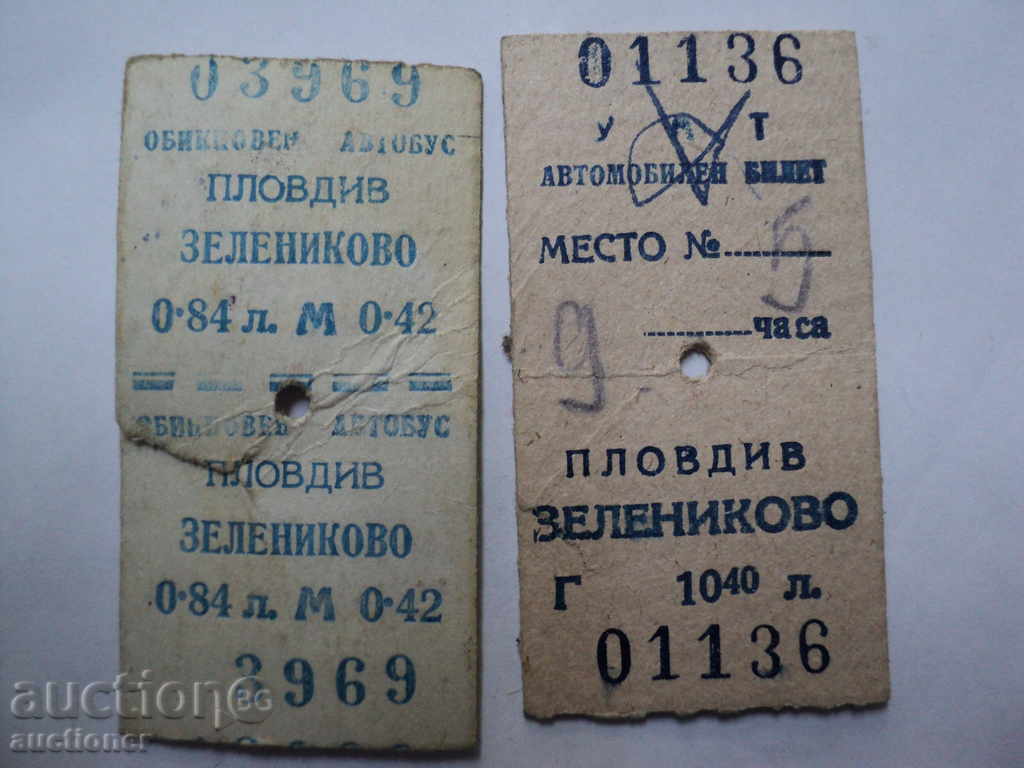 03969
ОБИКНОВЕН АВТОБУС
ПЛОВДИВ
ЗЕЛЕНИКОВО
0·84 л. М 0·42
ОБИКНОВЕН АВТОБУС
ПЛОВДИВ
ЗЕЛЕНИКОВО
0·84 л. М 0·42
3969
01136
У А Т
АВТОМОБИЛЕН БИЛЕТ
МЕСТО № 5
9 часа
ПЛОВДИВ
ЗЕЛЕНИКОВО
Г 1040 л.
01136
auction BG
auctioner